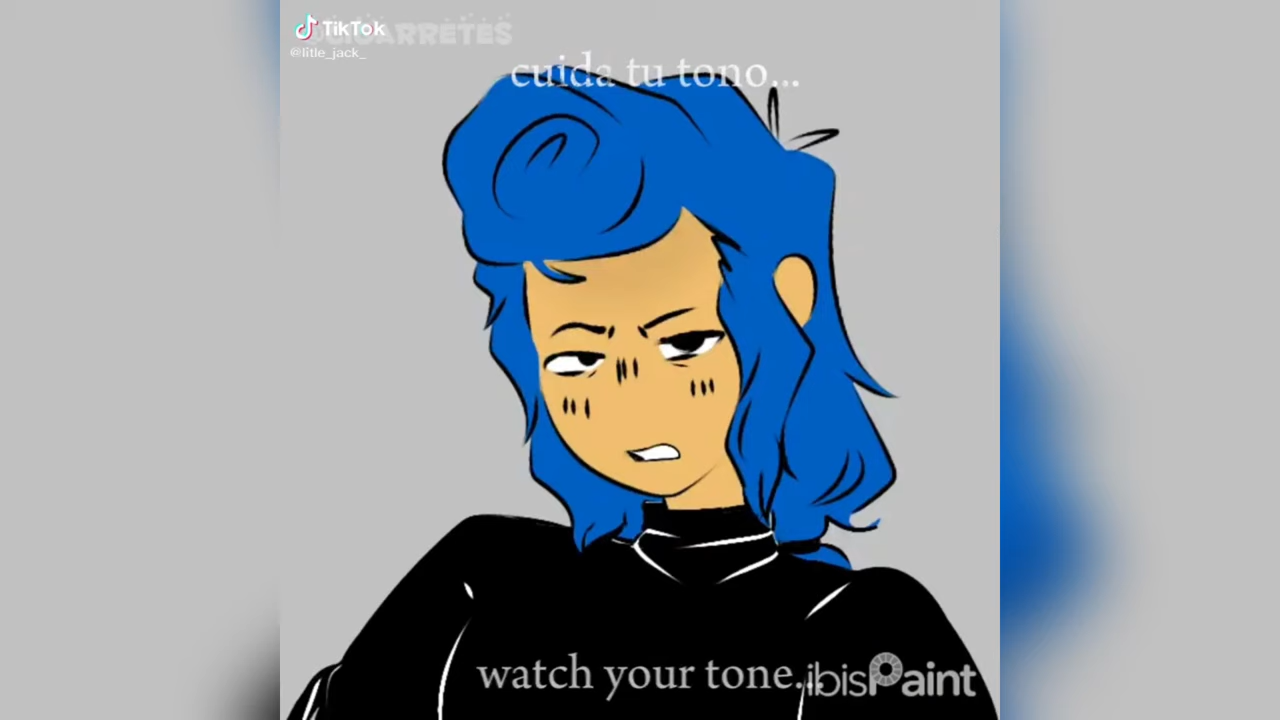 TikTok
@litle_jack_
cuida tu tono...
watch your tone...
ibisPaint